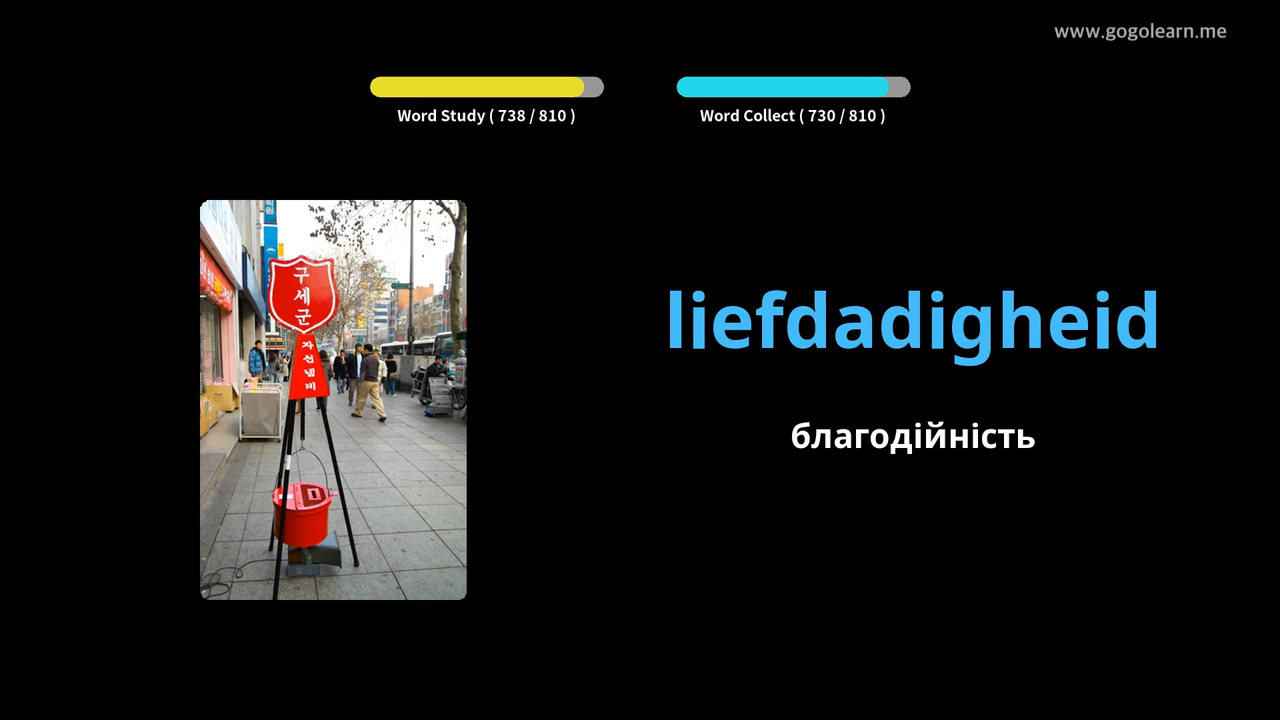 www.gogolearn.me
Word Study ( 738 / 810 )
Word Collect ( 730 / 810 )
구세군
자선냄비
liefdadigheid
благодійність